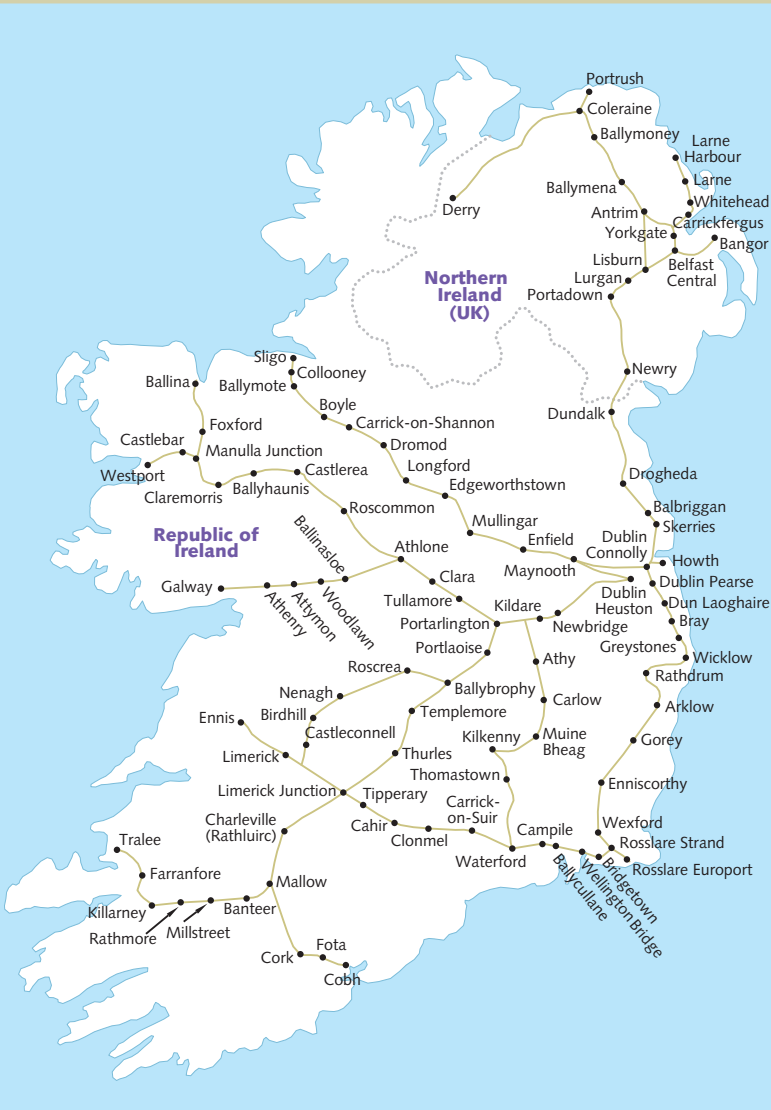 Portrush
Coleraine
Ballymoney
Larne
Harbour
Ballymena
Larne
Derry
Antrim
Whitehead
Carrickfergus
Yorkgate
Bangor
Lisburn
Belfast
Central
Lurgan
Northern
Ireland
(UK)
Portadown
Sligo
Collooney
Newry
Ballina
Ballymote
Boyle
Dundalk
Foxford
Carrick-on-Shannon
Castlebar
Manulla Junction
Dromod
Westport
Castlerea
Longford
Drogheda
Claremorris
Ballyhaunis
Edgeworthstown
Roscommon
Balbriggan
Mullingar
Skerries
Republic of
Ireland
Ballinasloe
Enfield
Dublin
Connolly
Athlone
Maynooth
Howth
Galway
Athenry
Attymon
Woodlawn
Clara
Dublin Pearse
Tullamore
Kildare
Dublin
Heuston
Dun Laoghaire
Portarlington
Newbridge
Bray
Portlaoise
Greystones
Roscrea
Athy
Wicklow
Rathdrum
Nenagh
Ballybrophy
Carlow
Arklow
Ennis
Birdhill
Templemore
Castleconnell
Kilkenny
Muine
Bheag
Gorey
Limerick
Thurles
Thomastown
Enniscorthy
Limerick Junction
Tipperary
Carrick-
on-Suir
Charleville
(Rathluirc)
Cahir
Clonmel
Campile
Wexford
Tralee
Waterford
Rosslare Strand
Ballycullane
Wellington Bridge
Bridgetown
Rosslare Europort
Farranfore
Mallow
Killarney
Banteer
Rathmore
Millstreet
Cork
Fota
Cobh